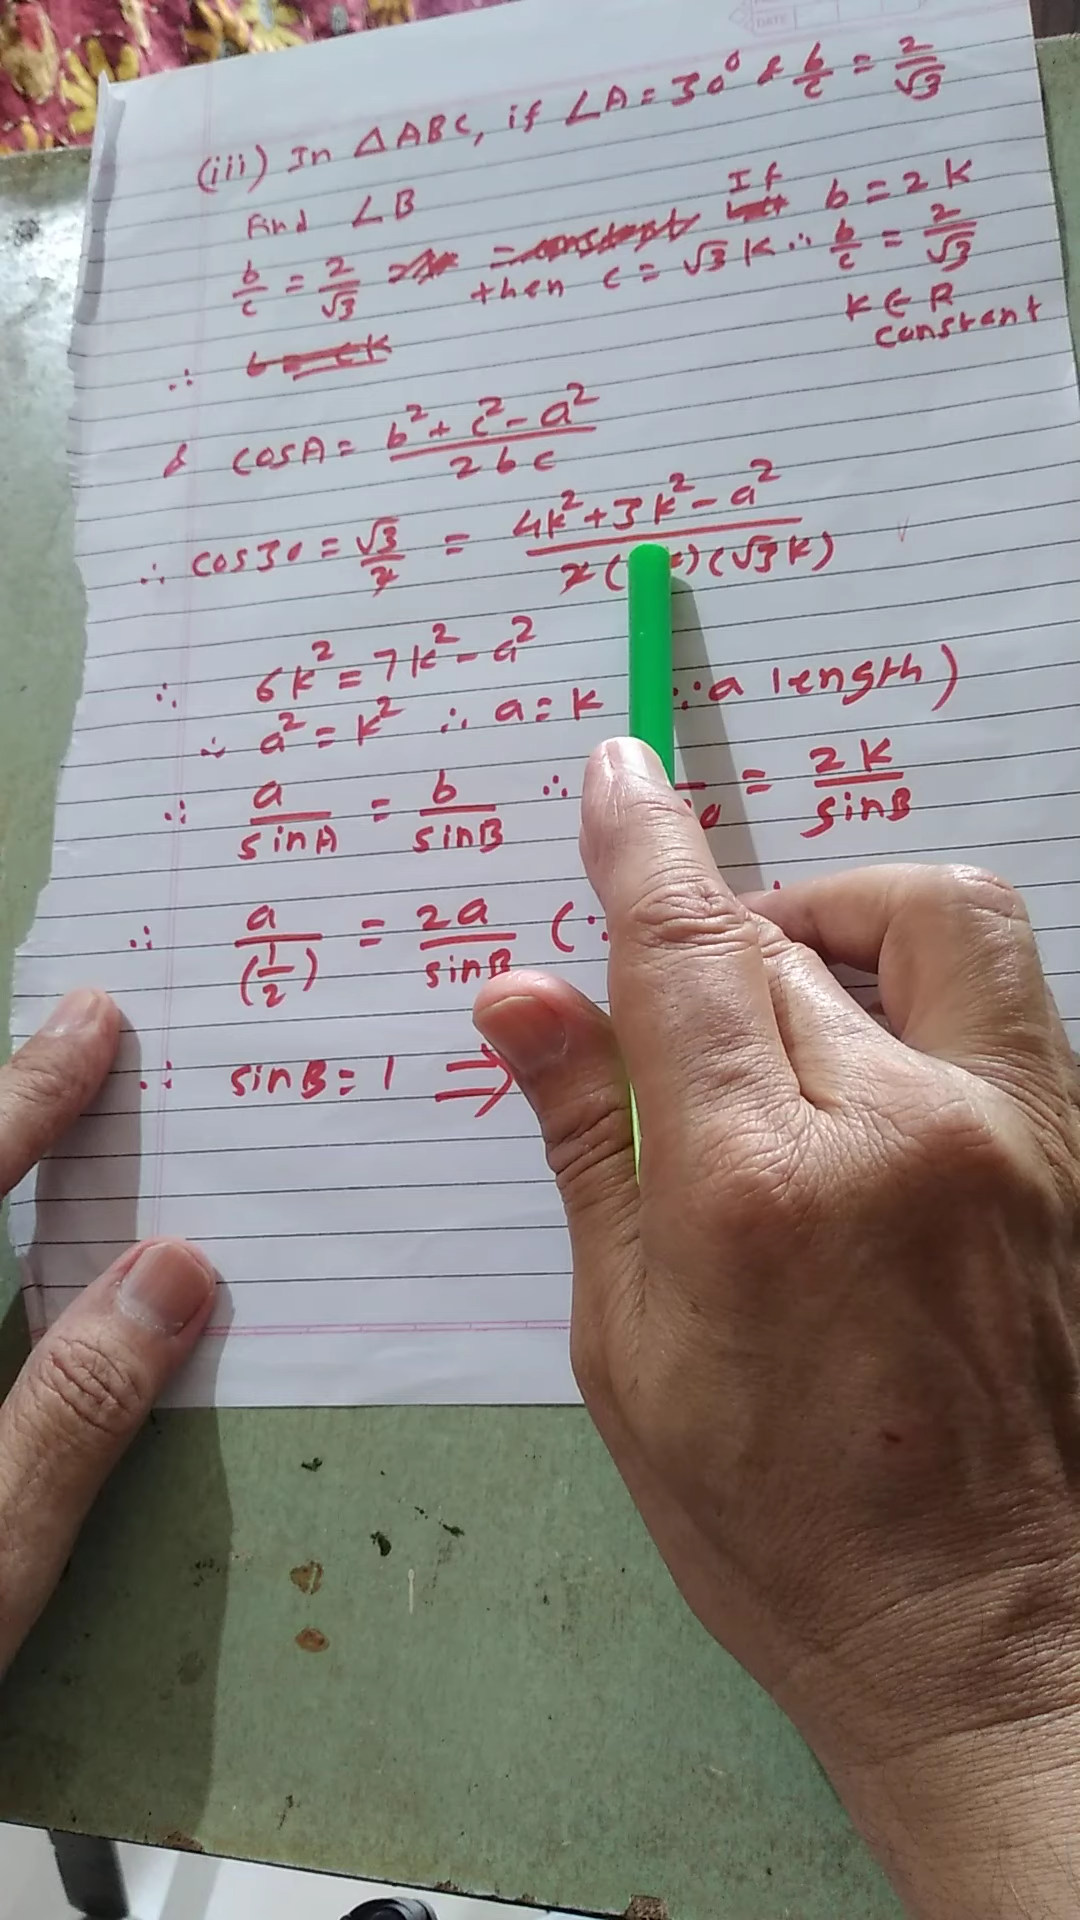 DATE
(iii) In △ABC, if ∠A = 30° & b/c = 2/√3
Find ∠B
If b = 2K
b/c = 2/√3 then c = √3 K ∵ b/c = 2/√3
K ∈ R
constant
∴
& cosA = (b² + c² - a²)/(2bc)
∴ cos30 = √3/2 = (4k² + 3k² - a²)/(2( )(√3K)
∴ 6k² = 7k² - a²
∴ a² = k² ∴ a = k ∵ a length)
∵ a/sinA = b/sinB ∴ = 2K/sinB
∴ a/(1/2) = 2a/sinB (∵
∴ sinB = 1 ⇒